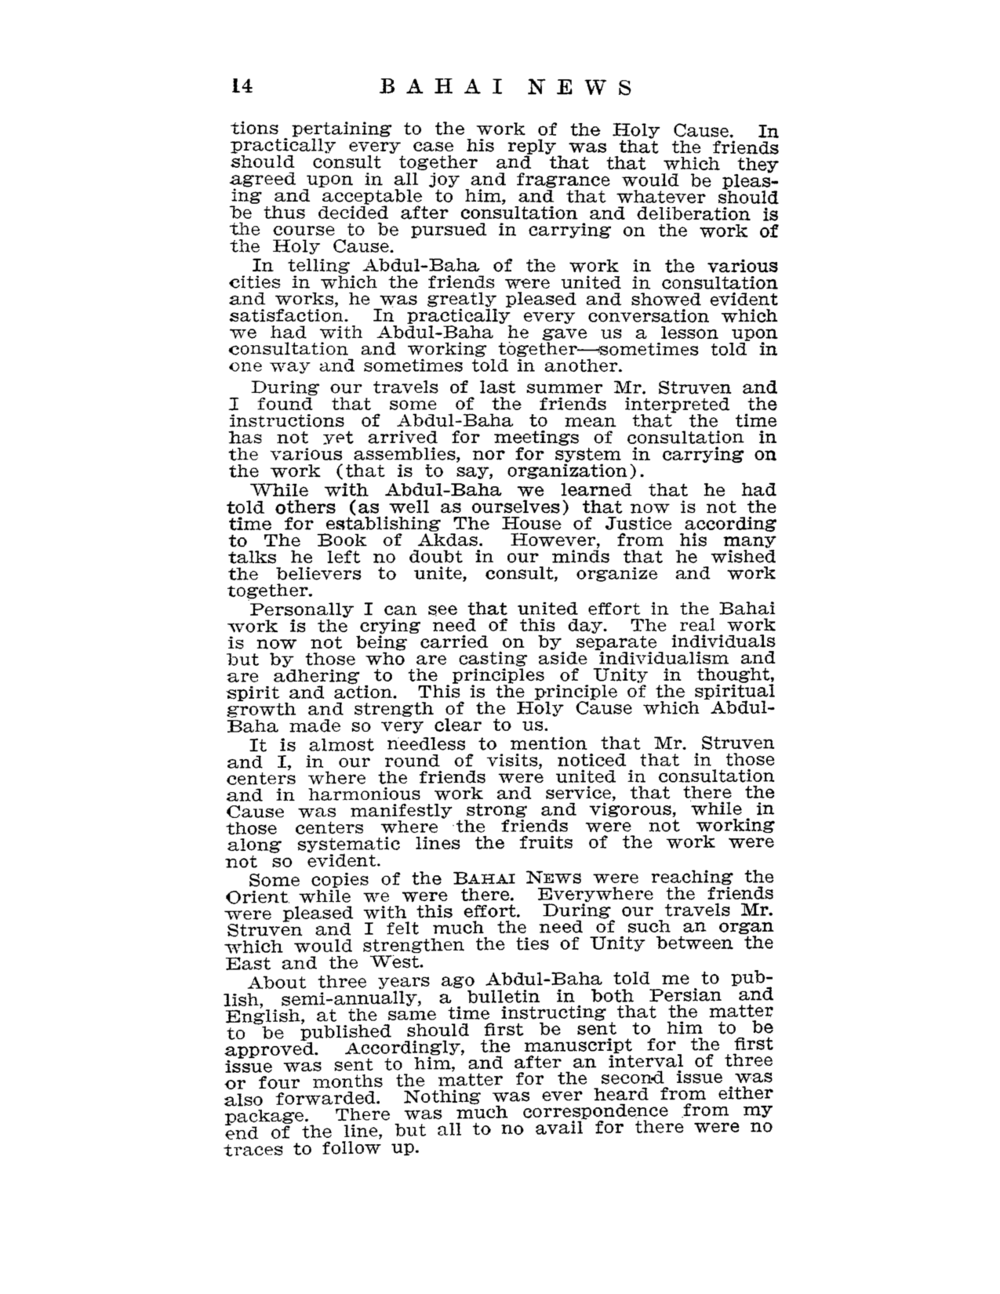 14 BAHAI NEWS
tions pertaining to the work of the Holy Cause. In
practically every case his reply was that the friends
should consult together and that that which they
agreed upon in all joy and fragrance would be pleas-
ing and acceptable to him, and that whatever should
be thus decided after consultation and deliberation is
the course to be pursued in carrying on the work of
the Holy Cause.
In telling Abdul-Baha of the work in the various
cities in which the friends were united in consultation
and works, he was greatly pleased and showed evident
satisfaction. In practically every conversation which
we had with Abdul-Baha he gave us a lesson upon
consultation and working together—sometimes told in
one way and sometimes told in another.
During our travels of last summer Mr. Struven and
I found that some of the friends interpreted the
instructions of Abdul-Baha to mean that the time
has not yet arrived for meetings of consultation in
the various assemblies, nor for system in carrying on
the work (that is to say, organization).
While with Abdul-Baha we learned that he had
told others (as well as ourselves) that now is not the
time for establishing The House of Justice according
to The Book of Akdas. However, from his many
talks he left no doubt in our minds that he wished
the believers to unite, consult, organize and work
together.
Personally I can see that united effort in the Bahai
work is the crying need of this day. The real work
is now not being carried on by separate individuals
but by those who are casting aside individualism and
are adhering to the principles of Unity in thought,
spirit and action. This is the principle of the spiritual
growth and strength of the Holy Cause which Abdul-
Baha made so very clear to us.
It is almost needless to mention that Mr. Struven
and I, in our round of visits, noticed that in those
centers where the friends were united in consultation
and in harmonious work and service, that there the
Cause was manifestly strong and vigorous, while in
those centers where the friends were not working
along systematic lines the fruits of the work were
not so evident.
Some copies of the BAHAI NEWS were reaching the
Orient while we were there. Everywhere the friends
were pleased with this effort. During our travels Mr.
Struven and I felt much the need of such an organ
which would strengthen the ties of Unity between the
East and the West.
About three years ago Abdul-Baha told me to pub-
lish, semi-annually, a bulletin in both Persian and
English, at the same time instructing that the matter
to be published should first be sent to him to be
approved. Accordingly, the manuscript for the first
issue was sent to him, and after an interval of three
or four months the matter for the second issue was
also forwarded. Nothing was ever heard from either
package. There was much correspondence from my
end of the line, but all to no avail for there were no
traces to follow up.